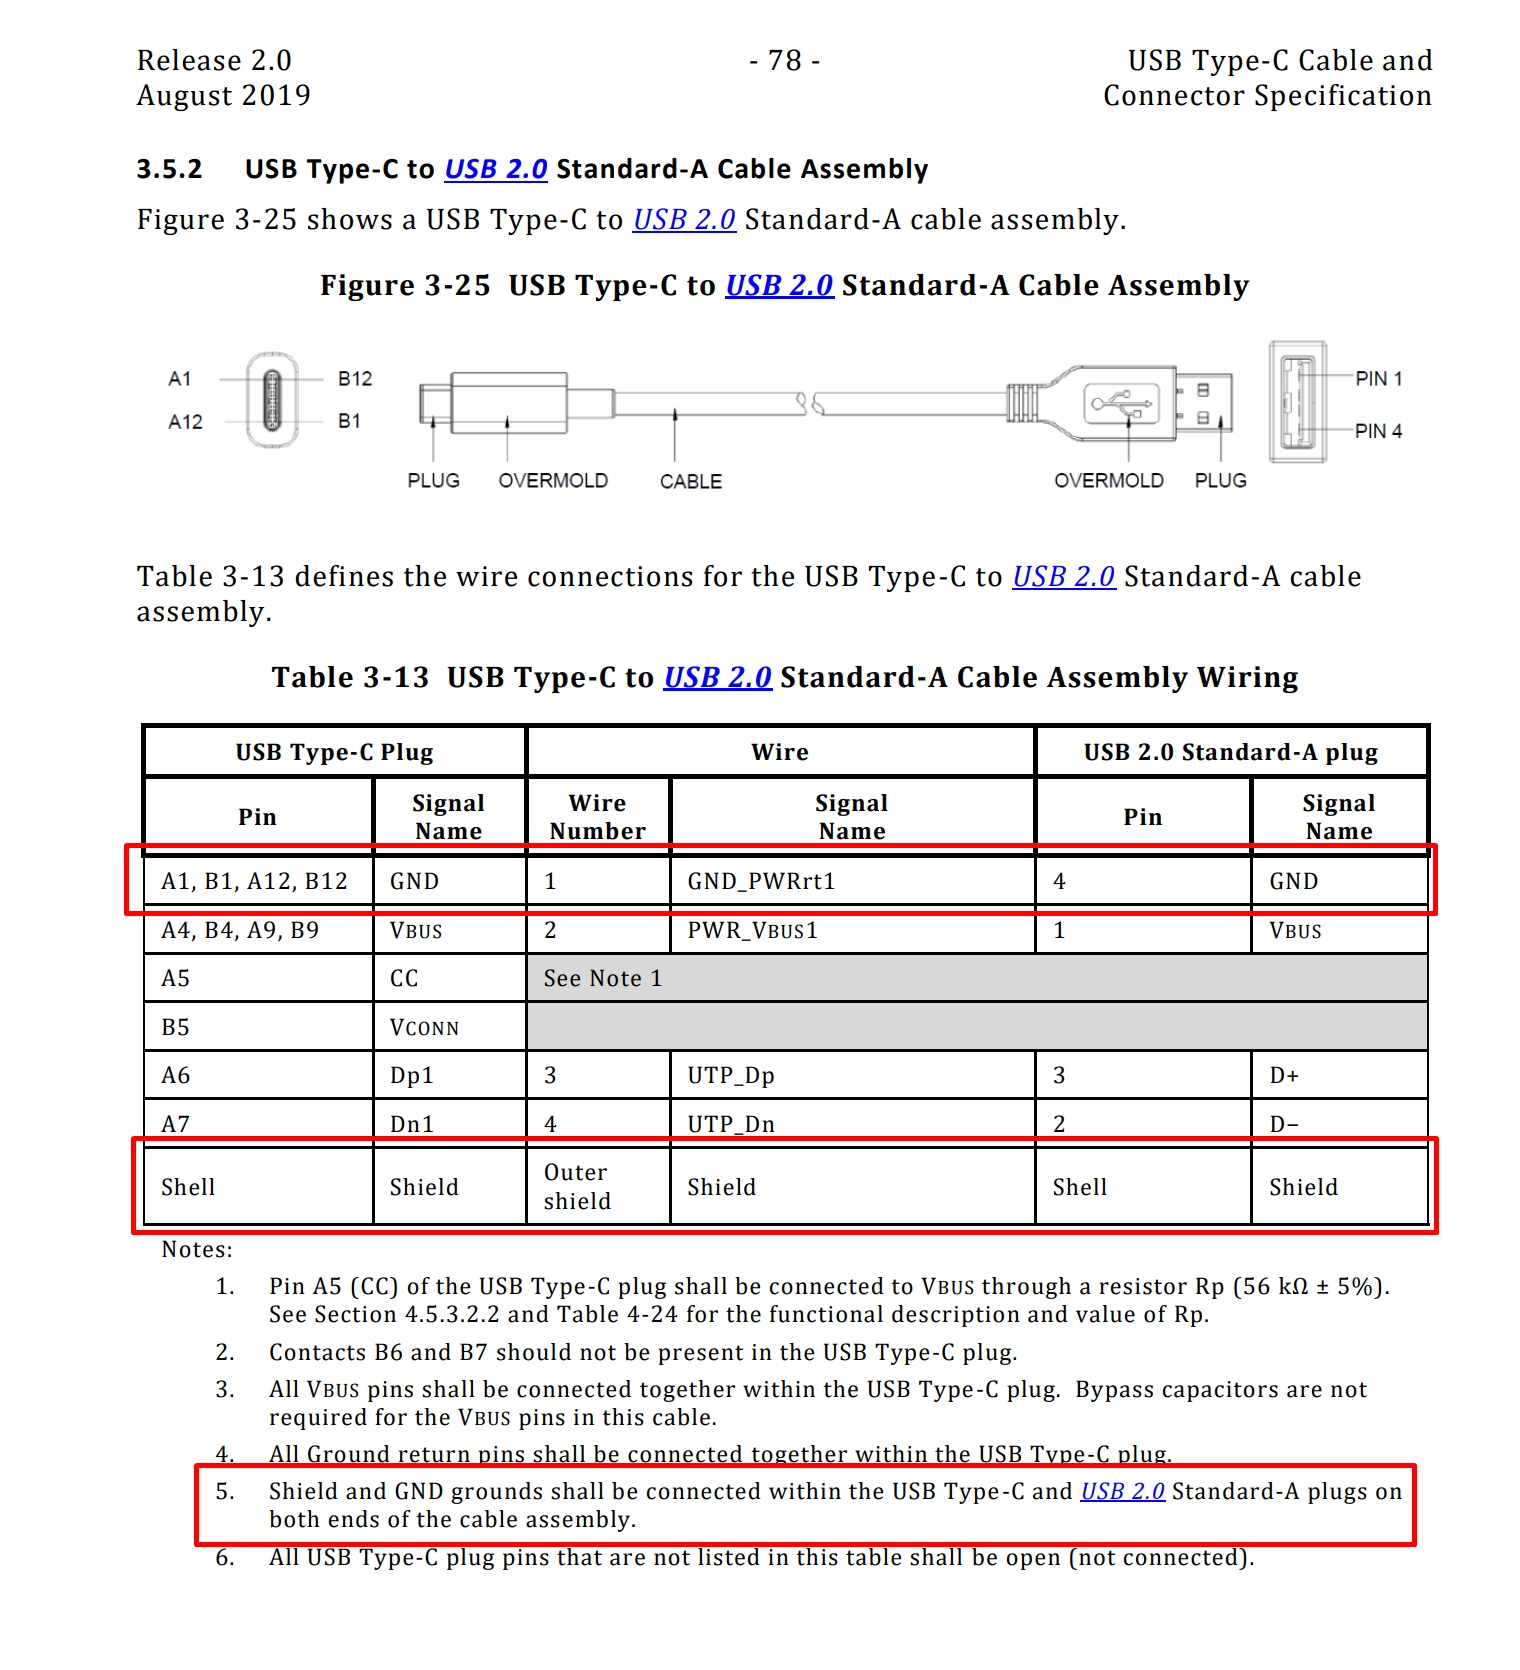 Release 2.0 - 78 - USB Type-C Cable and
August 2019 Connector Specification
3.5.2 USB Type-C to USB 2.0 Standard-A Cable Assembly
Figure 3-25 shows a USB Type-C to USB 2.0 Standard-A cable assembly.
Figure 3-25 USB Type-C to USB 2.0 Standard-A Cable Assembly
A1 B12 PIN 1
A12 B1 PIN 4
PLUG OVERMOLD CABLE OVERMOLD PLUG
Table 3-13 defines the wire connections for the USB Type-C to USB 2.0 Standard-A cable
assembly.
Table 3-13 USB Type-C to USB 2.0 Standard-A Cable Assembly Wiring
USB Type-C Plug Wire USB 2.0 Standard-A plug
Pin Signal Name Wire Number Signal Name Pin Signal Name
A1, B1, A12, B12 GND 1 GND_PWRrt1 4 GND
A4, B4, A9, B9 VBUS 2 PWR_VBUS1 1 VBUS
A5 CC See Note 1
B5 VCONN
A6 Dp1 3 UTP_Dp 3 D+
A7 Dn1 4 UTP_Dn 2 D–
Shell Shield Outer shield Shield Shell Shield
Notes:
1. Pin A5 (CC) of the USB Type-C plug shall be connected to VBUS through a resistor Rp (56 kΩ ± 5%).
See Section 4.5.3.2.2 and Table 4-24 for the functional description and value of Rp.
2. Contacts B6 and B7 should not be present in the USB Type-C plug.
3. All VBUS pins shall be connected together within the USB Type-C plug. Bypass capacitors are not
required for the VBUS pins in this cable.
4. All Ground return pins shall be connected together within the USB Type-C plug.
5. Shield and GND grounds shall be connected within the USB Type-C and USB 2.0 Standard-A plugs on
both ends of the cable assembly.
6. All USB Type-C plug pins that are not listed in this table shall be open (not connected).